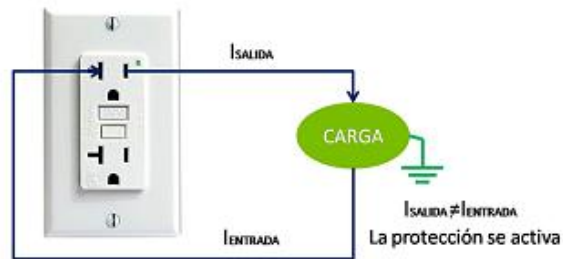 ISALIDA
CARGA
ISALIDA≠IENTRADA
IENTRADA
La protección se activa